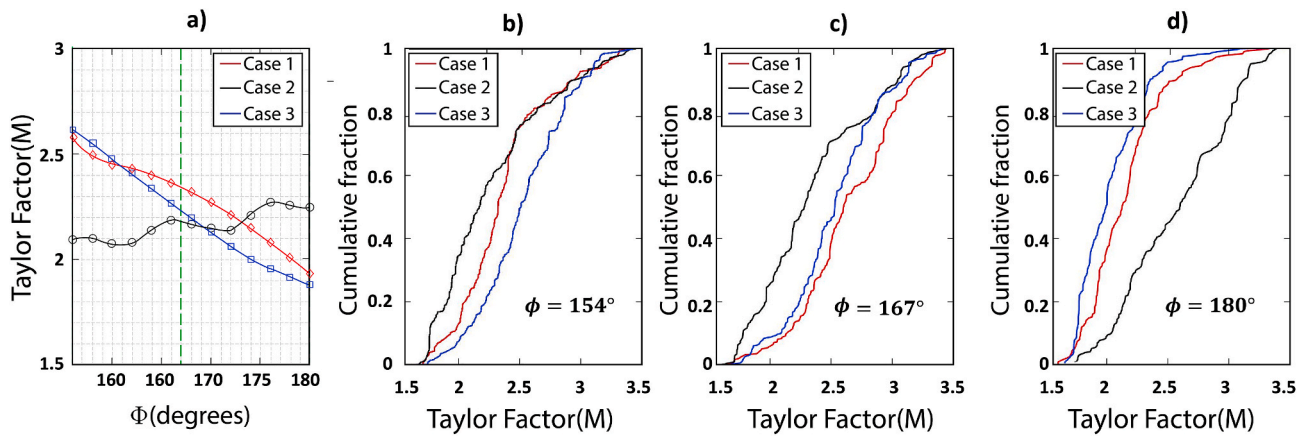 a)
3
2.5
2
1.5
Taylor Factor(M)
Case 1
Case 2
Case 3
160
166
170
175
180
Φ(degrees)
b)
1
0.8
0.6
0.4
0.2
0
Cumulative fraction
Case 1
Case 2
Case 3
ϕ = 154°
1.5
2
2.5
3
3.5
Taylor Factor(M)
c)
1
0.8
0.6
0.4
0.2
0
Cumulative fraction
Case 1
Case 2
Case 3
ϕ = 167°
1.5
2
2.5
3
3.5
Taylor Factor(M)
d)
1
0.8
0.6
0.4
0.2
0
Cumulative fraction
Case 1
Case 2
Case 3
ϕ = 180°
1.5
2
2.5
3
3.5
Taylor Factor(M)